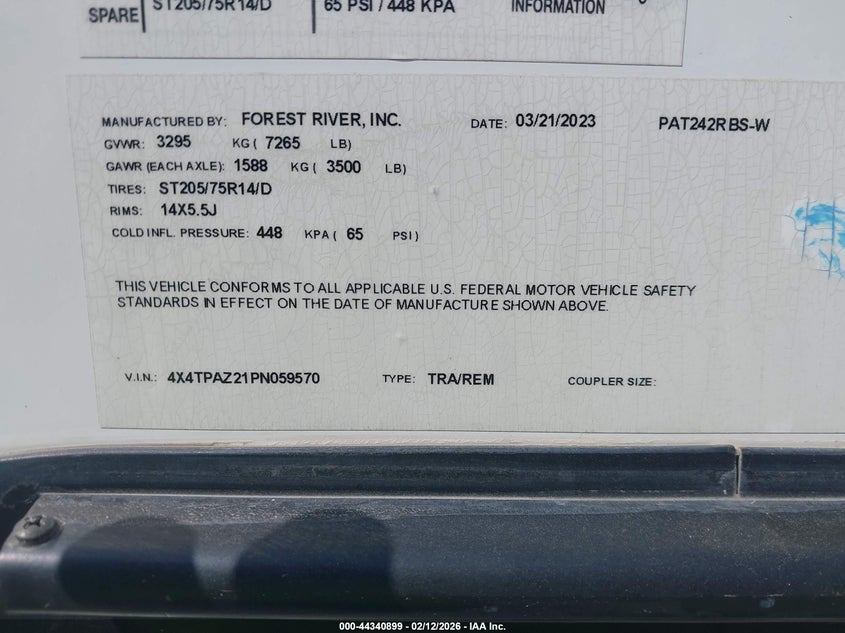 SPARE ST205/75R14/D 65 PSI / 448 KPA INFORMATION
MANUFACTURED BY: FOREST RIVER, INC. DATE: 03/21/2023 PAT242RBS-W
GVWR: 3295 KG ( 7265 LB)
GAWR (EACH AXLE): 1588 KG ( 3500 LB)
TIRES: ST205/75R14/D
RIMS: 14X5.5J
COLD INFL. PRESSURE: 448 KPA ( 65 PSI )
THIS VEHICLE CONFORMS TO ALL APPLICABLE U.S. FEDERAL MOTOR VEHICLE SAFETY
STANDARDS IN EFFECT ON THE DATE OF MANUFACTURE SHOWN ABOVE.
V.I.N.: 4X4TPAZ21PN059570 TYPE: TRA/REM COUPLER SIZE:
000-44340899 - 02/12/2026 - IAA Inc.